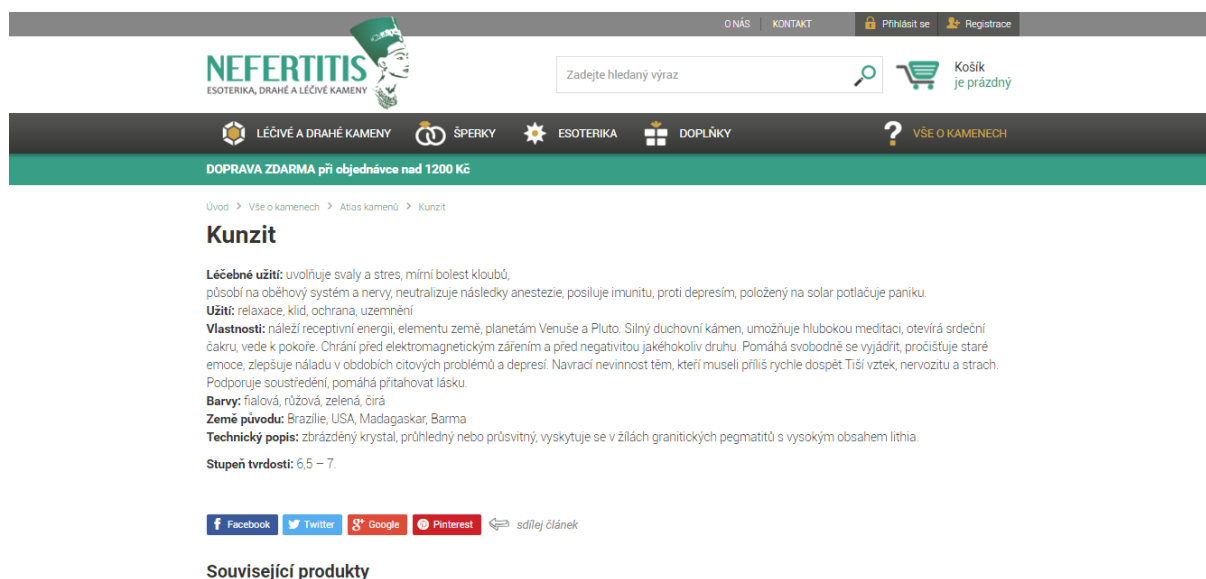 O NÁS
KONTAKT
Přihlásit se
Registrace
NEFERTITIS
ESOTERIKA, DRAHÉ A LÉČIVÉ KAMENY
Zadejte hledaný výraz
Košík
je prázdný
LÉČIVÉ A DRAHÉ KAMENY
ŠPERKY
ESOTERIKA
DOPLŇKY
? VŠE O KAMENECH
DOPRAVA ZDARMA při objednávce nad 1200 Kč
Úvod > Vše o kamenech > Atlas kamenů > Kunzit
Kunzit
Léčebné užití: uvolňuje svaly a stres, mírní bolest kloubů,
působí na oběhový systém a nervy, neutralizuje následky anestezie, posiluje imunitu, proti depresím, položený na solar potlačuje paniku.
Užití: relaxace, klid, ochrana, uzemnění
Vlastnosti: náleží receptivní energii, elementu země, planetám Venuše a Pluto. Silný duchovní kámen, umožňuje hlubokou meditaci, otevírá srdeční
čakru, vede k pokoře. Chrání před elektromagnetickým zářením a před negativitou jakéhokoliv druhu. Pomáhá svobodně se vyjádřit, pročišťuje staré
emoce, zlepšuje náladu v obdobích citových problémů a depresí. Navrací nevinnost těm, kteří museli příliš rychle dospět.Tiší vztek, nervozitu a strach.
Podporuje soustředění, pomáhá přitahovat lásku.
Barvy: fialová, růžová, zelená, čirá
Země původu: Brazílie, USA, Madagaskar, Barma
Technický popis: zbrázděný krystal, průhledný nebo průsvitný, vyskytuje se v žílách granitických pegmatitů s vysokým obsahem lithia.
Stupeň tvrdosti: 6,5 – 7.
f Facebook
Twitter
g+ Google
Pinterest
sdílej článek
Související produkty